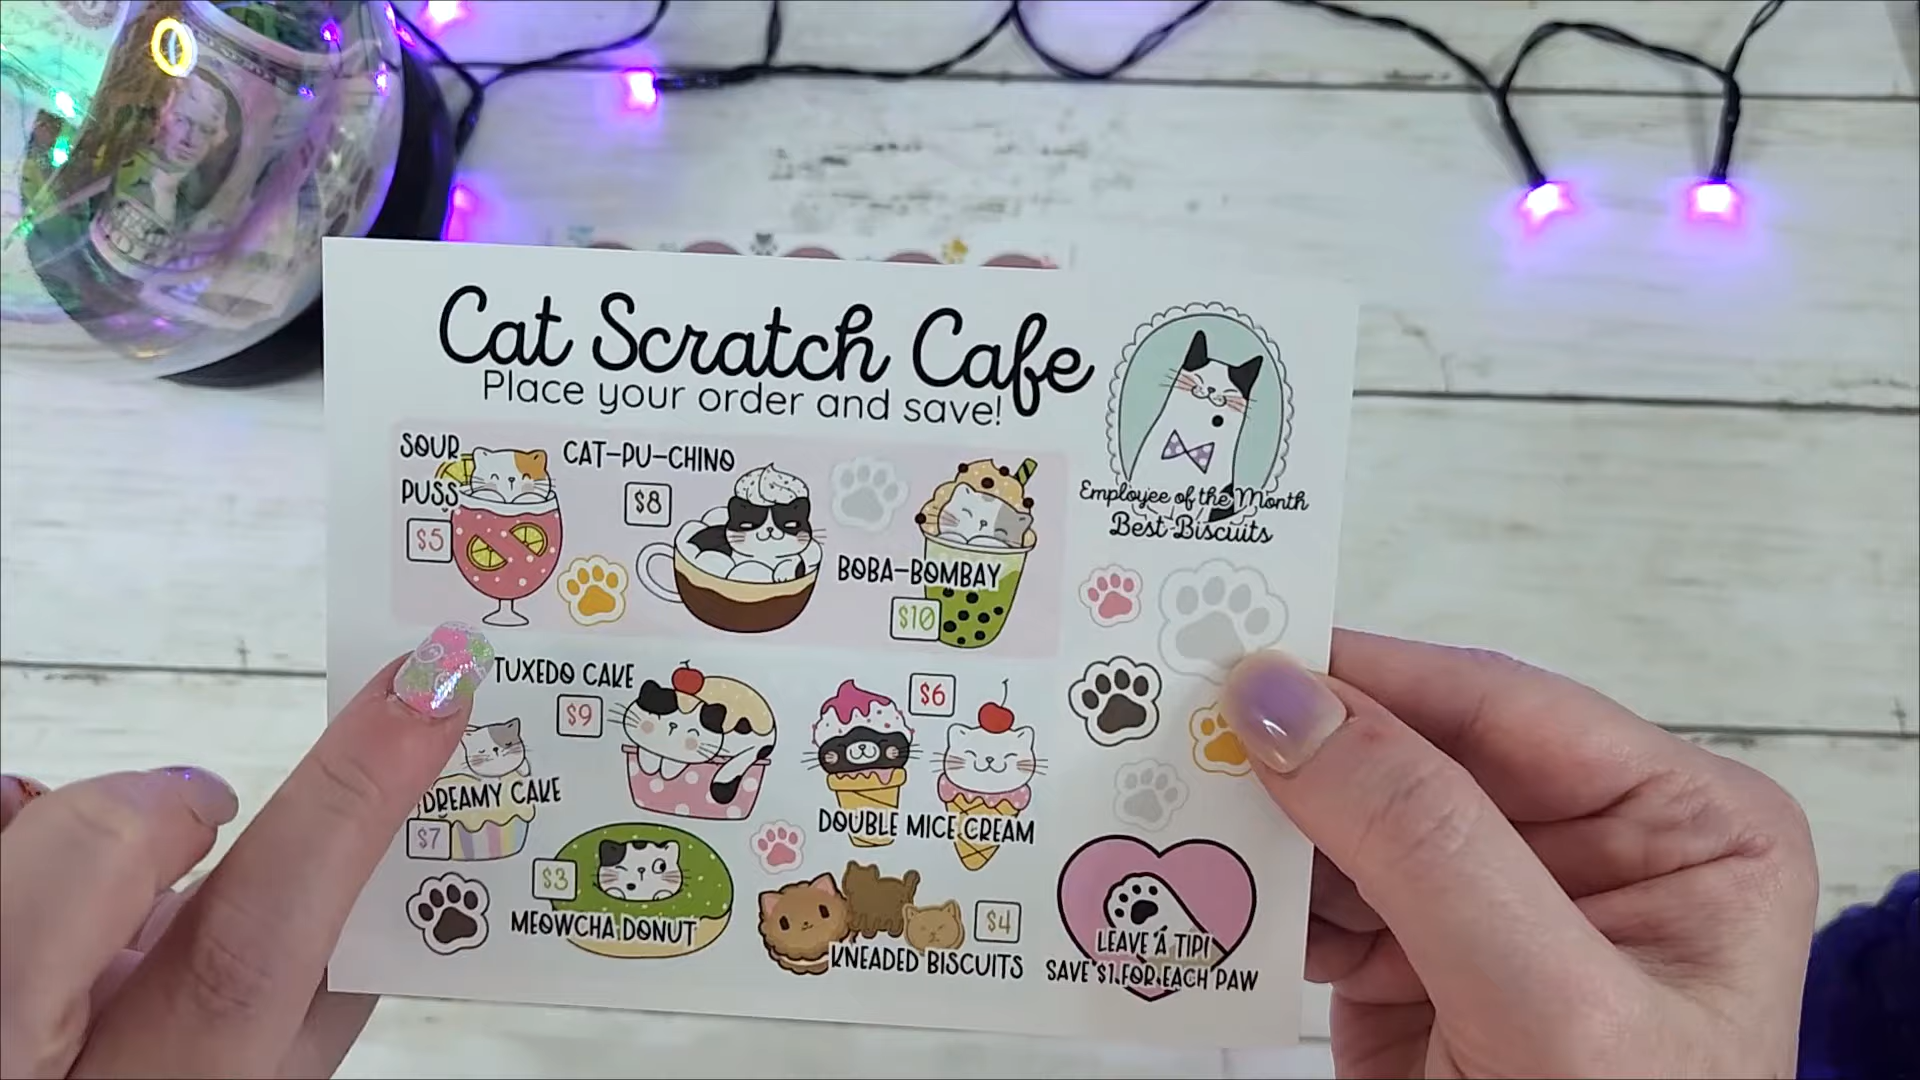 Cat Scratch Cafe
Place your order and save!
SOUR
PUSS
$5
CAT-PU-CHINO
$8
BOBA-BOMBAY
$10
Employee of the Month
Best Biscuits
TUXEDO CAKE
$9
$6
DOUBLE MICE CREAM
DREAMY CAKE
$7
$3
MEOWCHA DONUT
$4
KNEADED BISCUITS
LEAVE A TIP!
SAVE $1 FOR EACH PAW